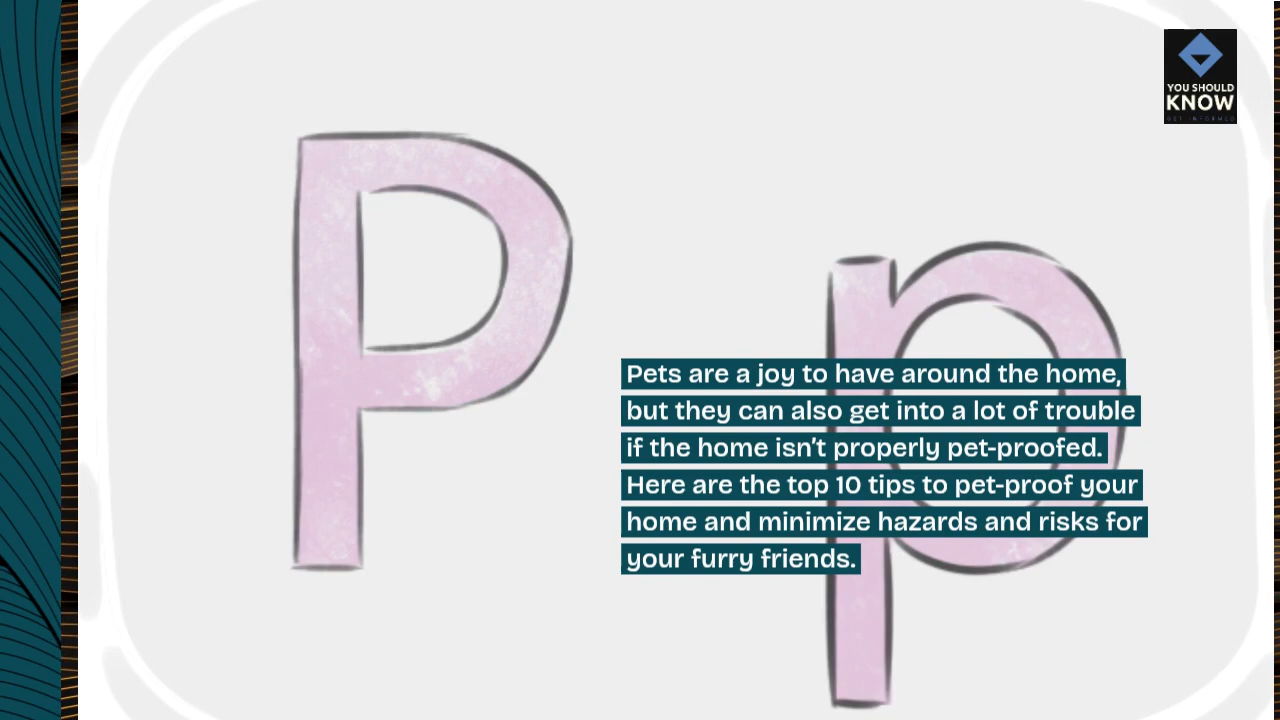 YOU SHOULD
KNOW
GET INFORMED
P p
Pets are a joy to have around the home,
but they can also get into a lot of trouble
if the home isn't properly pet-proofed.
Here are the top 10 tips to pet-proof your
home and minimize hazards and risks for
your furry friends.